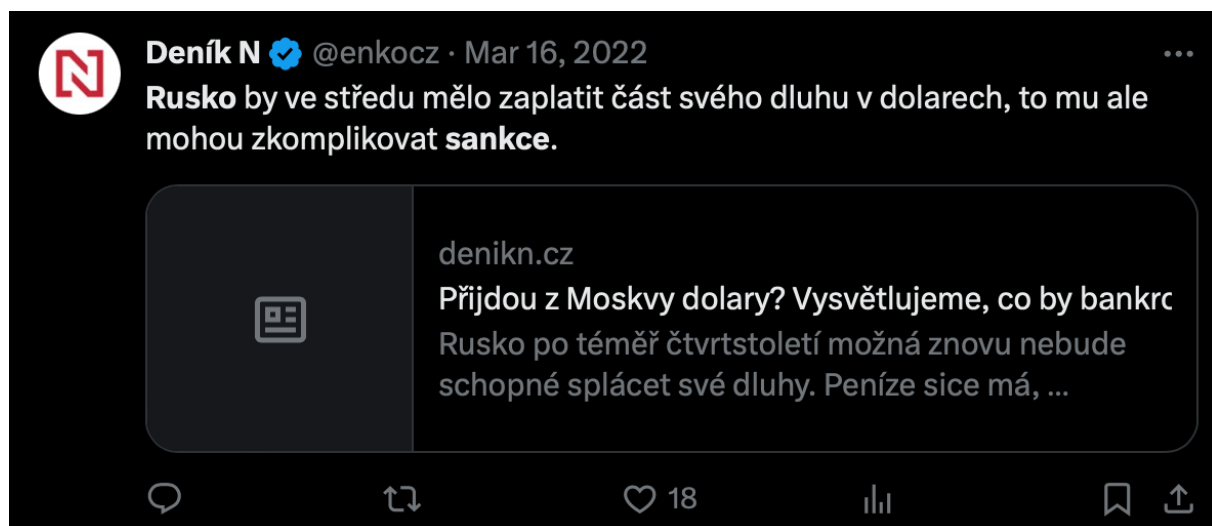 Deník N @enkocz · Mar 16, 2022
Rusko by ve středu mělo zaplatit část svého dluhu v dolarech, to mu ale
mohou zkomplikovat sankce.
denikn.cz
Přijdou z Moskvy dolary? Vysvětlujeme, co by bankro
Rusko po téměř čtvrtstoletí možná znovu nebude
schopné splácet své dluhy. Peníze sice má, ...
18